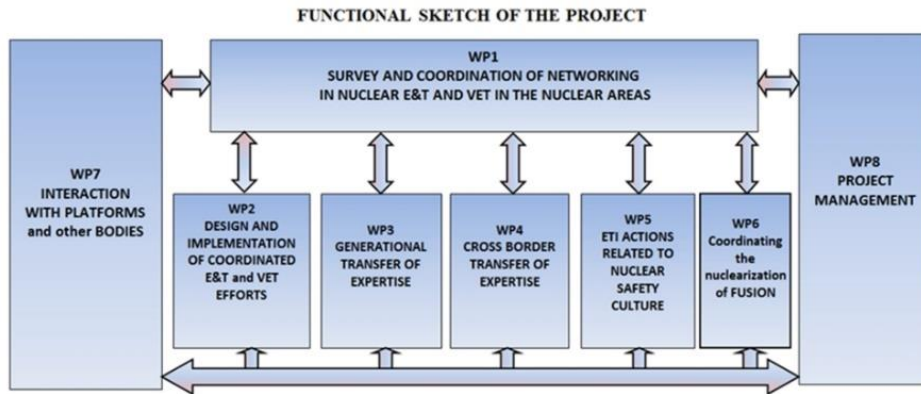 FUNCTIONAL SKETCH OF THE PROJECT
WP1
SURVEY AND COORDINATION OF NETWORKING
IN NUCLEAR E&T AND VET IN THE NUCLEAR AREAS
WP7
INTERACTION
WITH PLATFORMS
and other BODIES
WP2
DESIGN AND
IMPLEMENTATION
OF COORDINATED
E&T and VET
EFFORTS
WP3
GENERATIONAL
TRANSFER OF
EXPERTISE
WP4
CROSS BORDER
TRANSFER OF
EXPERTISE
WP5
ETI ACTIONS
RELATED TO
NUCLEAR
SAFETY
CULTURE
WP6
Coordinating
the
nuclearization
of FUSION
WP8
PROJECT
MANAGEMENT